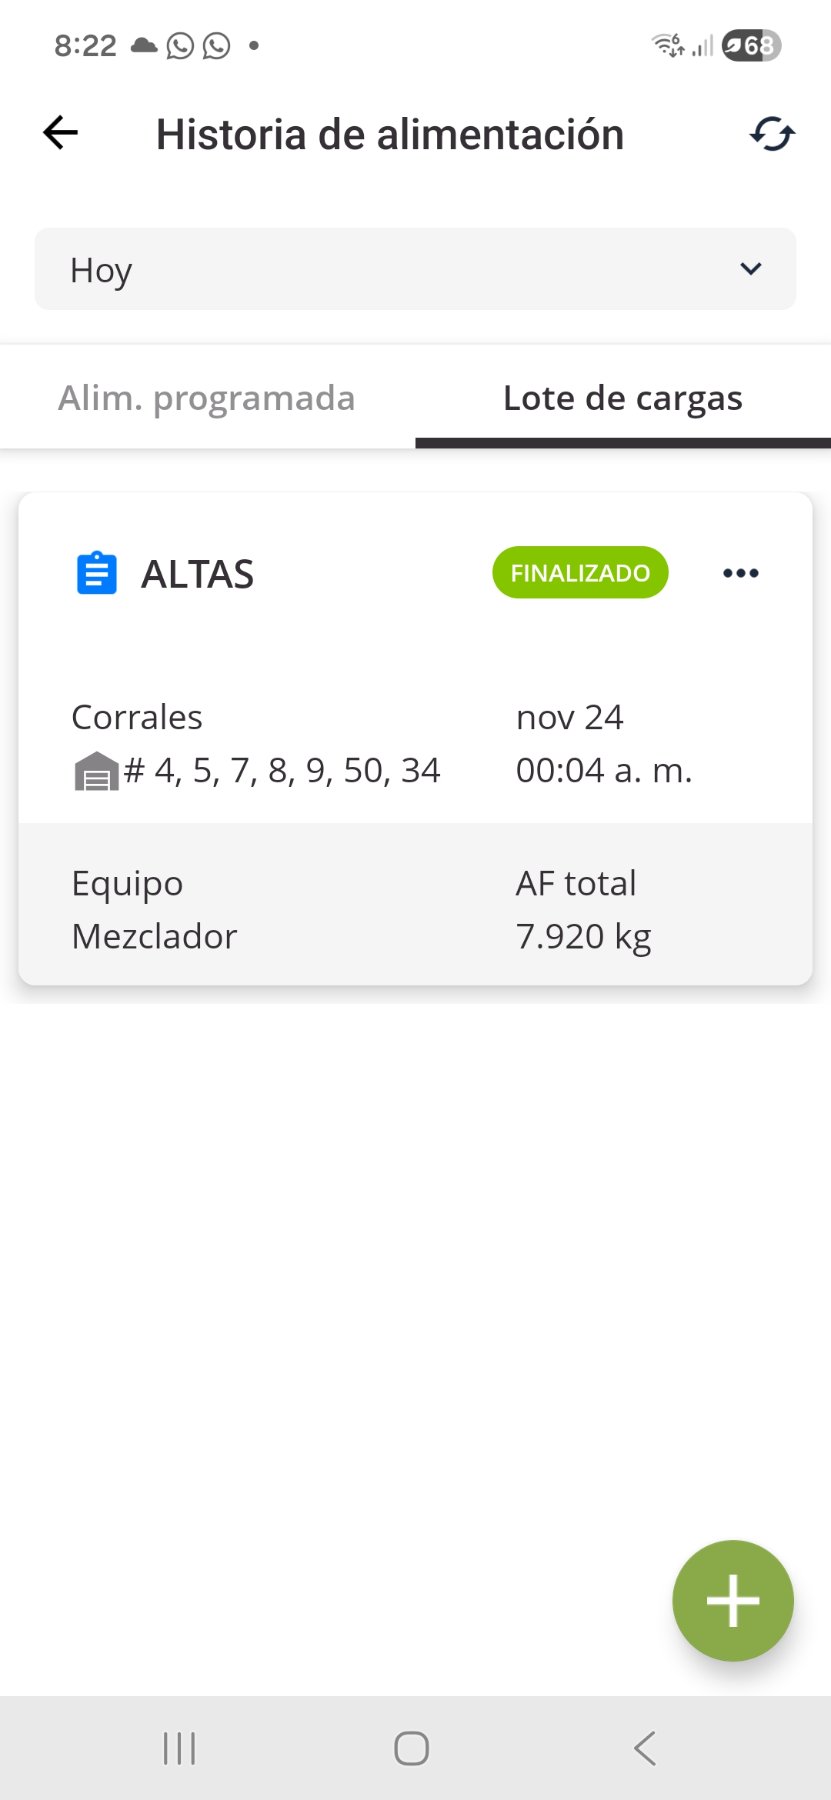 8:22
68
Historia de alimentación
Hoy
Alim. programada
Lote de cargas
ALTAS
FINALIZADO
Corrales
nov 24
# 4, 5, 7, 8, 9, 50, 34
00:04 a. m.
Equipo
AF total
Mezclador
7.920 kg